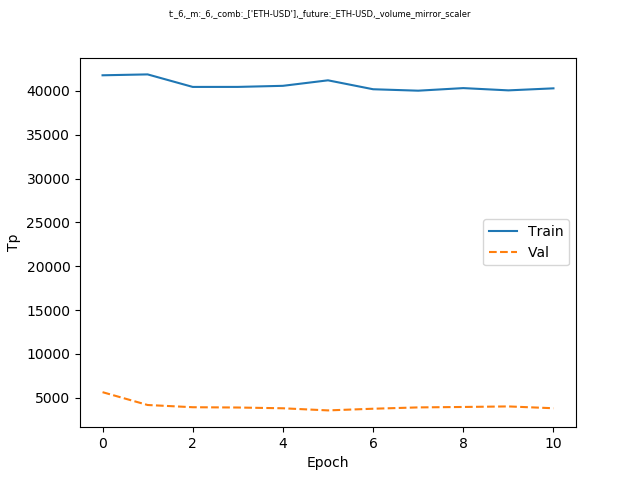 t:_6,_m:_6,_comb:_['ETH-USD'],_future:_ETH-USD,_volume_mirror_scaler
40000
35000
30000
25000
20000
15000
10000
5000
Tp
Train
Val
0 2 4 6 8 10
Epoch